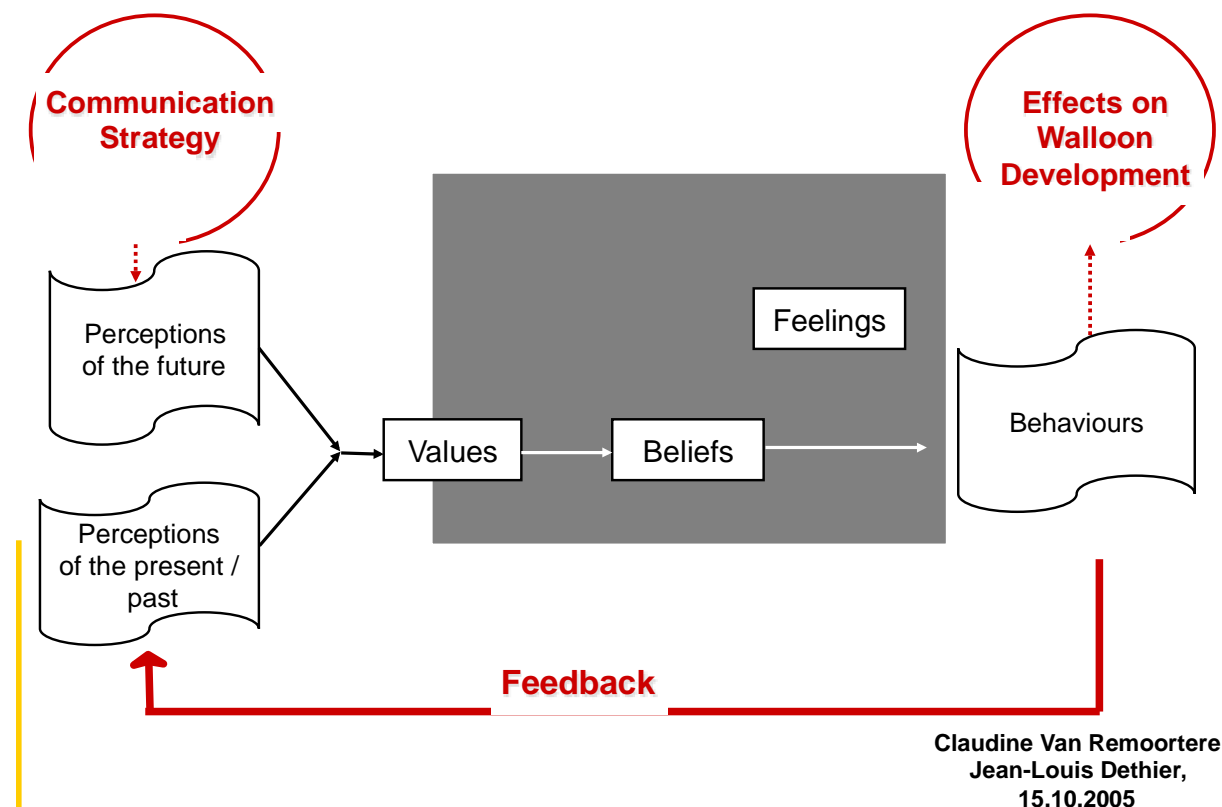 Communication
Strategy
Effects on
Walloon
Development
Perceptions
of the future
Feelings
Values
Beliefs
Behaviours
Perceptions
of the present /
past
Feedback
Claudine Van Remoortere
Jean-Louis Dethier,
15.10.2005